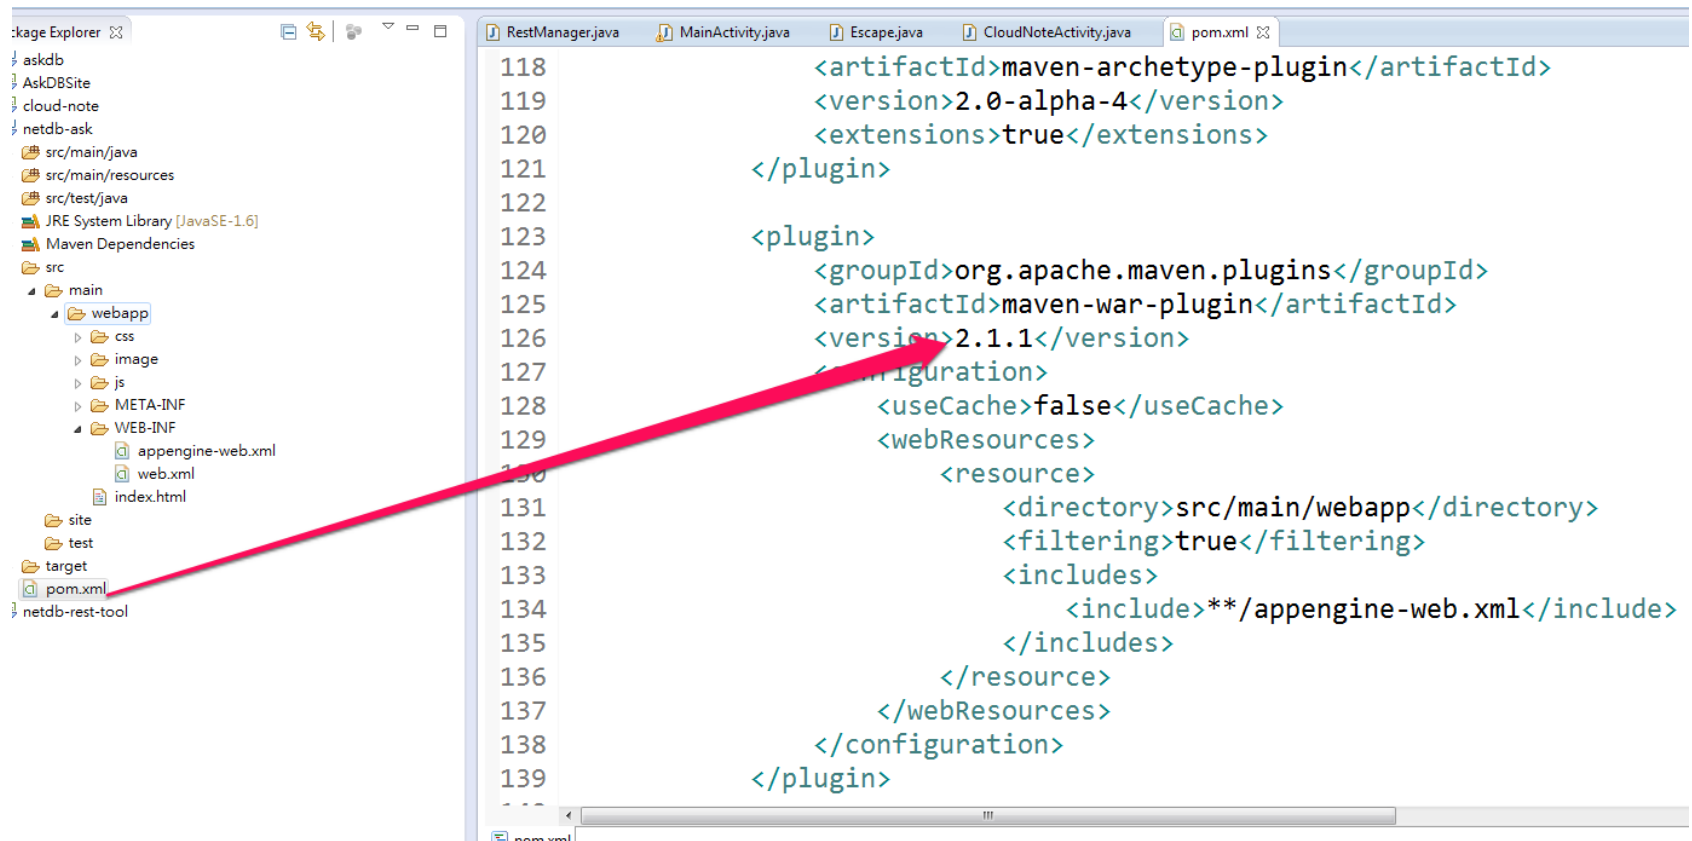 ckage Explorer
askdb
AskDBSite
cloud-note
netdb-ask
src/main/java
src/main/resources
src/test/java
JRE System Library [JavaSE-1.6]
Maven Dependencies
src
main
webapp
css
image
js
META-INF
WEB-INF
appengine-web.xml
web.xml
index.html
site
test
target
pom.xml
netdb-rest-tool
RestManager.java MainActivity.java Escape.java CloudNoteActivity.java pom.xml
118 <artifactId>maven-archetype-plugin</artifactId>
119 <version>2.0-alpha-4</version>
120 <extensions>true</extensions>
121 </plugin>
122
123 <plugin>
124 <groupId>org.apache.maven.plugins</groupId>
125 <artifactId>maven-war-plugin</artifactId>
126 <version>2.1.1</version>
127 <configuration>
128 <useCache>false</useCache>
129 <webResources>
130 <resource>
131 <directory>src/main/webapp</directory>
132 <filtering>true</filtering>
133 <includes>
134 <include>**/appengine-web.xml</include>
135 </includes>
136 </resource>
137 </webResources>
138 </configuration>
139 </plugin>
pom.xml